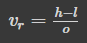 v_r = \frac{h-l}{o}